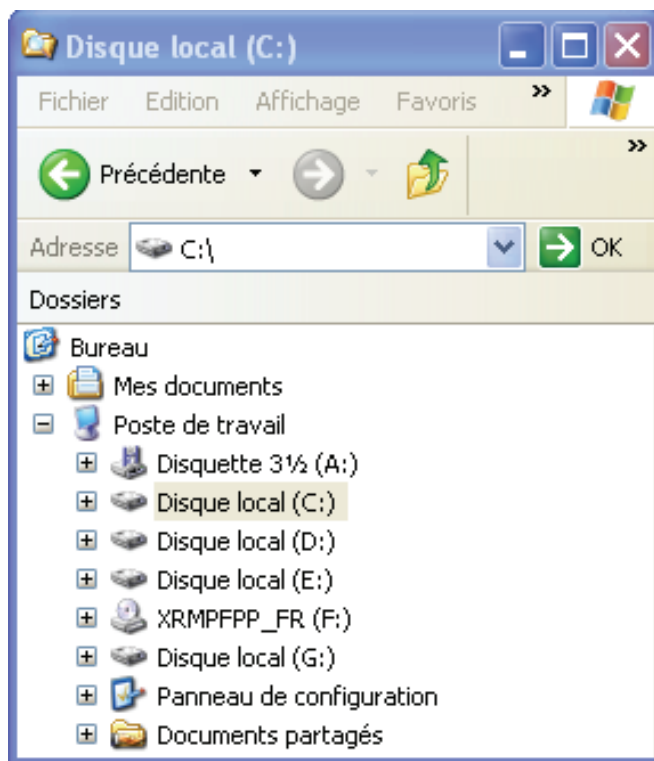 Disque local (C:)
Fichier Edition Affichage Favoris »
Précédente »
Adresse C:\ OK
Dossiers
Bureau
Mes documents
Poste de travail
Disquette 3½ (A:)
Disque local (C:)
Disque local (D:)
Disque local (E:)
XRMPFPP_FR (F:)
Disque local (G:)
Panneau de configuration
Documents partagés